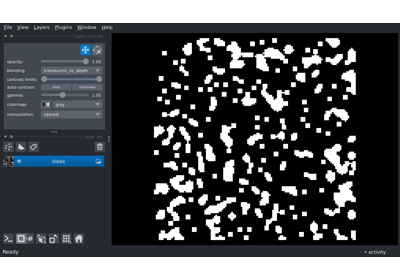 File View Layers Plugins Window Help
opacity: 1.00
blending: translucent_no_depth
contrast limits:
auto-contrast: once continuous
gamma: 1.00
colormap: gray
interpolation: nearest
blobs
Ready
activity